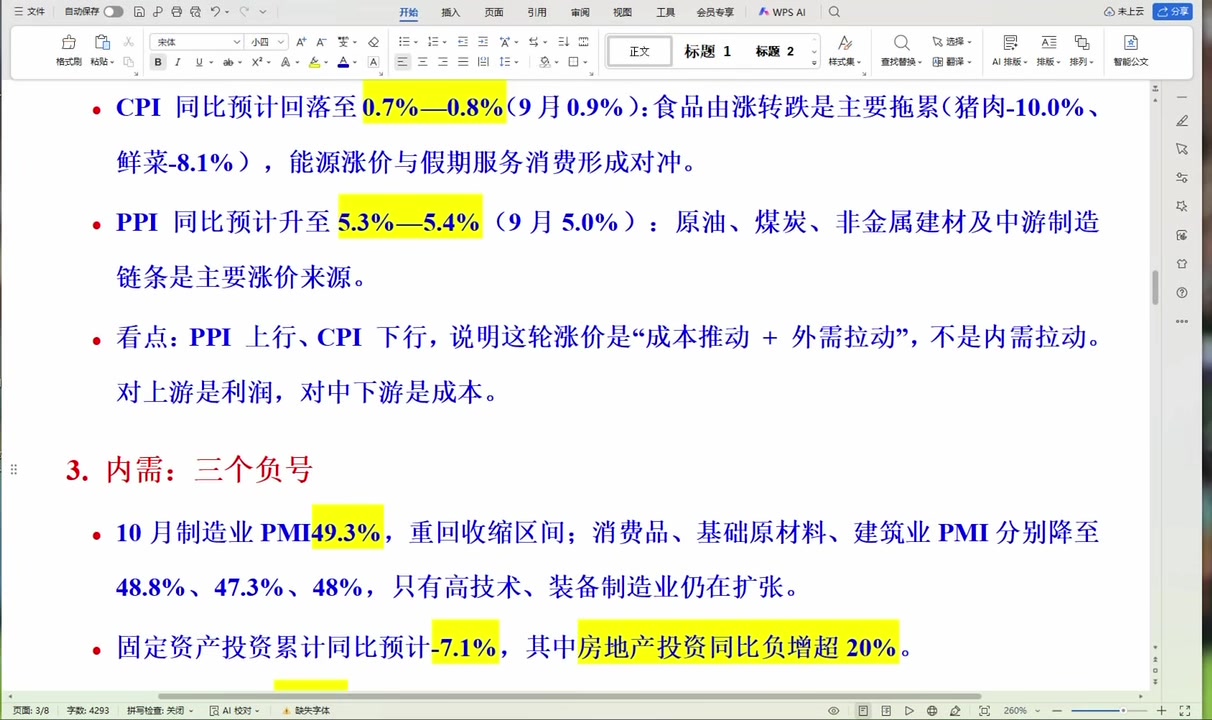 文件 自动保存 开始 插入 页面 引用 审阅 视图 工具 会员专享 WPS AI 未上云 分享
宋体 小四 正文 标题 1 标题 2
格式刷 粘贴 样式集 查找替换 选择 翻译 AI 排版 排版 排列 智能公文
• CPI 同比预计回落至 0.7%—0.8%（9 月 0.9%）：食品由涨转跌是主要拖累（猪肉-10.0%、
鲜菜-8.1%），能源涨价与假期服务消费形成对冲。
• PPI 同比预计升至 5.3%—5.4%（9 月 5.0%）：原油、煤炭、非金属建材及中游制造
链条是主要涨价来源。
• 看点：PPI 上行、CPI 下行，说明这轮涨价是“成本推动 + 外需拉动”，不是内需拉动。
对上游是利润，对中下游是成本。
3. 内需：三个负号
• 10 月制造业 PMI49.3%，重回收缩区间；消费品、基础原材料、建筑业 PMI 分别降至
48.8%、47.3%、48%，只有高技术、装备制造业仍在扩张。
• 固定资产投资累计同比预计-7.1%，其中房地产投资同比负增超 20%。
页面: 3/8 字数: 4293 拼写检查: 关闭 AI 校对 缺失字体 260%